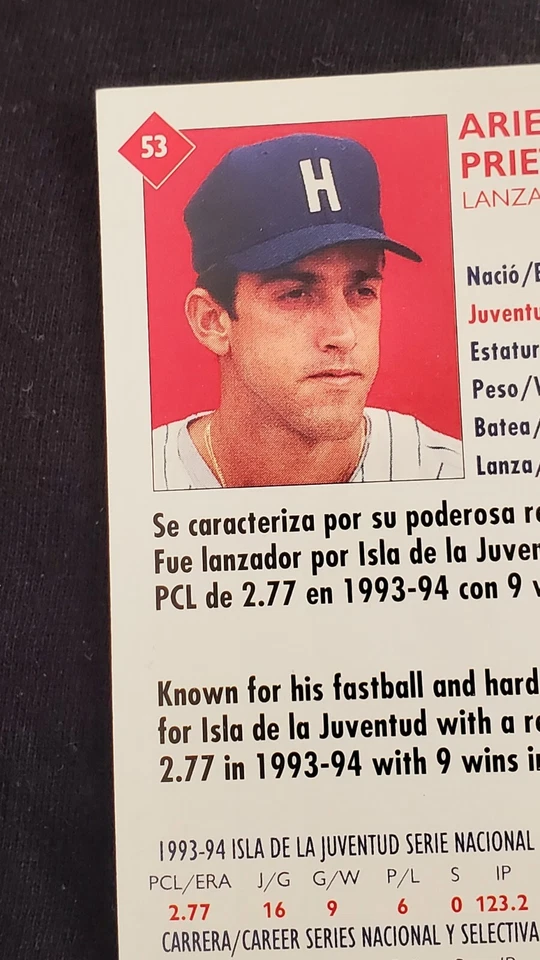 53
H
ARIE
PRIE
LANZA
Nació/
Juventu
Estatur
Peso/
Batea/
Lanza/
Se caracteriza por su poderosa r
Fue lanzador por Isla de la Juven
PCL de 2.77 en 1993-94 con 9
Known for his fastball and hard
for Isla de la Juventud with a r
2.77 in 1993-94 with 9 wins i
1993-94 ISLA DE LA JUVENTUD SERIE NACIONAL
PCL/ERA J/G G/W P/L S IP
2.77 16 9 6 0 123.2
CARRERA/CAREER SERIES NACIONAL Y SELECTIVA